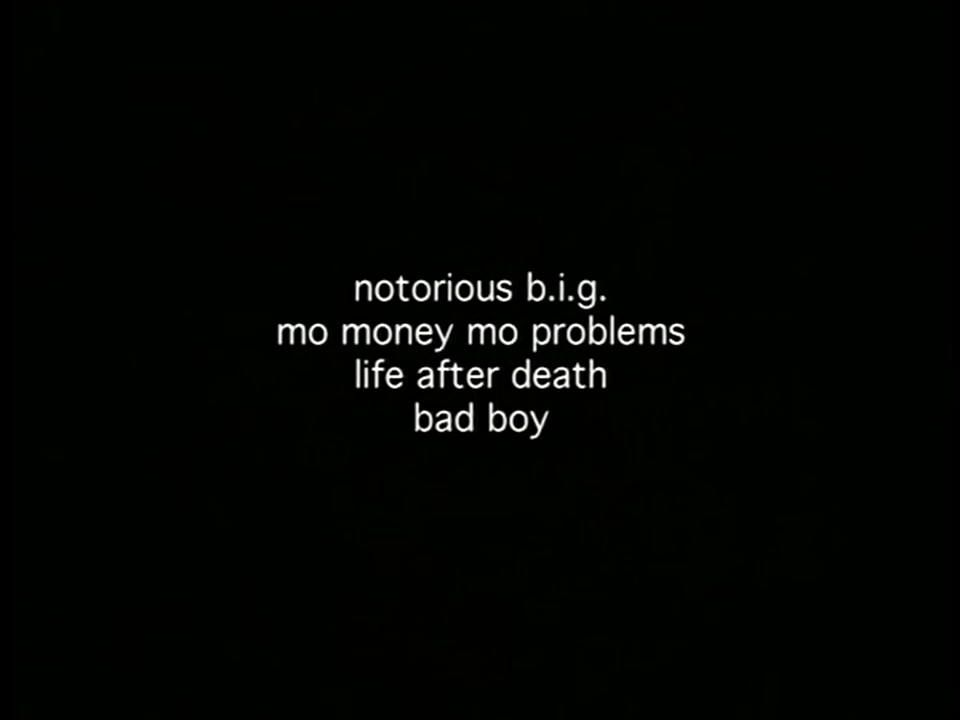 notorious b.i.g.
mo money mo problems
life after death
bad boy